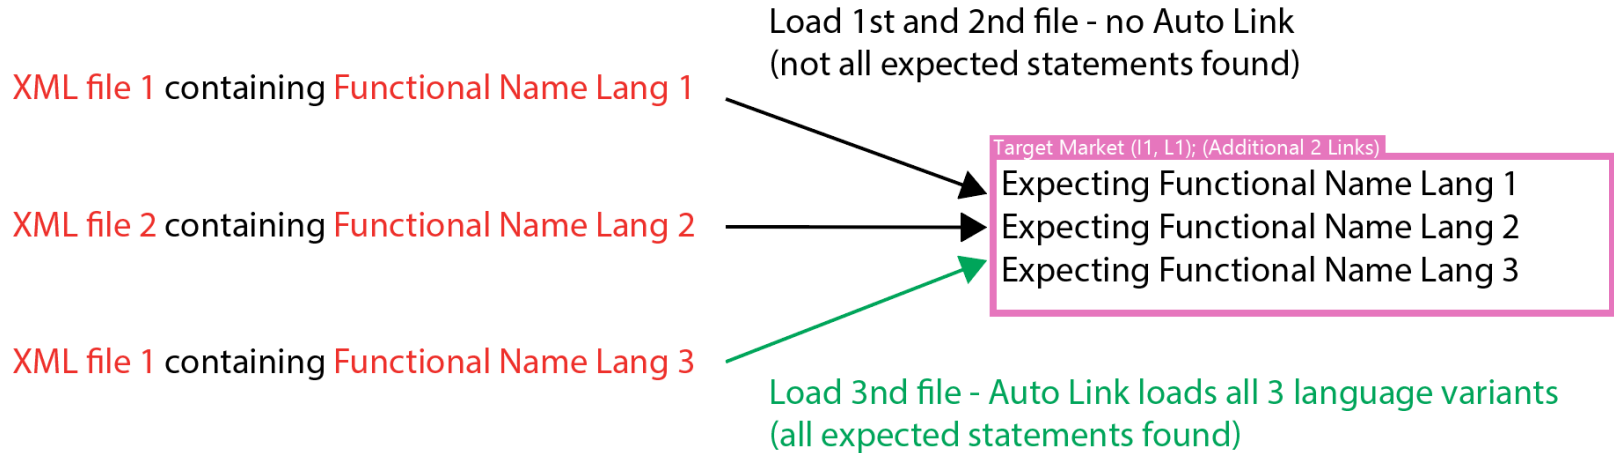 Load 1st and 2nd file - no Auto Link
(not all expected statements found)
XML file 1 containing Functional Name Lang 1
Target Market (I1, L1); (Additional 2 Links)
Expecting Functional Name Lang 1
XML file 2 containing Functional Name Lang 2
Expecting Functional Name Lang 2
Expecting Functional Name Lang 3
XML file 1 containing Functional Name Lang 3
Load 3nd file - Auto Link loads all 3 language variants
(all expected statements found)